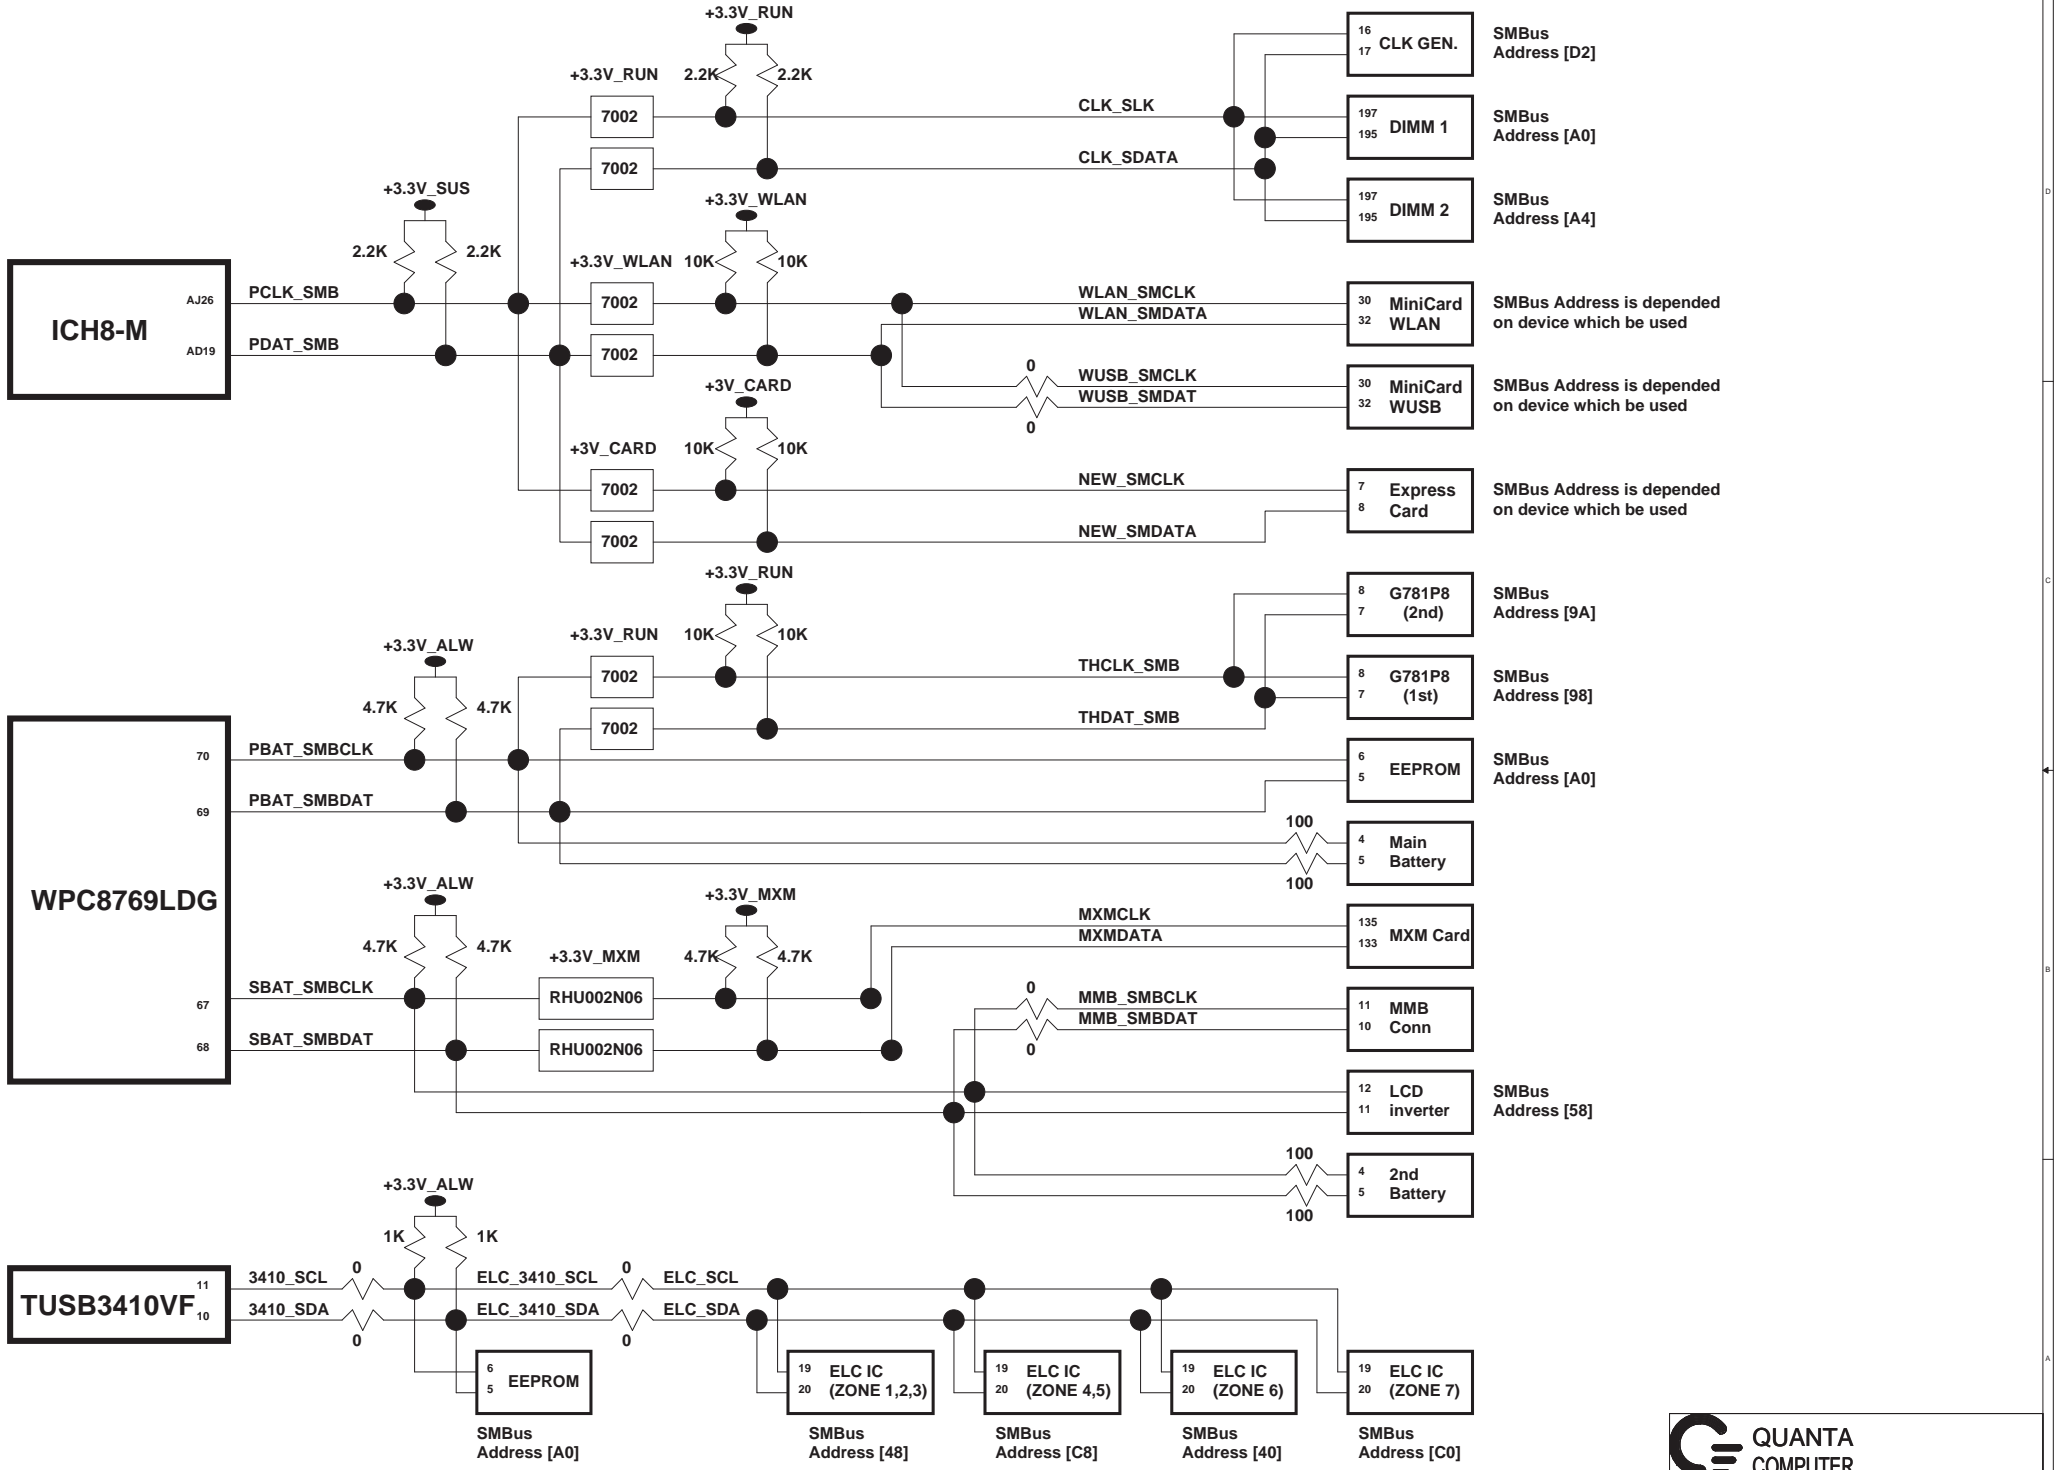 +3.3V_RUN
+3.3V_RUN
2.2K
2.2K
7002
CLK_SLK
7002
CLK_SDATA
16
17
CLK GEN.
SMBus
Address [D2]
197
195
DIMM 1
SMBus
Address [A0]
197
195
DIMM 2
SMBus
Address [A4]
+3.3V_SUS
2.2K
2.2K
ICH8-M
AJ26
AD19
PCLK_SMB
PDAT_SMB
+3.3V_WLAN
+3.3V_WLAN
10K
10K
7002
7002
WLAN_SMCLK
WLAN_SMDATA
30
32
MiniCard
WLAN
SMBus Address is depended
on device which be used
0
WUSB_SMCLK
WUSB_SMDAT
0
30
32
MiniCard
WUSB
SMBus Address is depended
on device which be used
+3V_CARD
+3V_CARD
10K
10K
7002
7002
NEW_SMCLK
NEW_SMDATA
7
8
Express
Card
SMBus Address is depended
on device which be used
+3.3V_RUN
+3.3V_RUN
10K
10K
7002
7002
THCLK_SMB
THDAT_SMB
8
7
G781P8
(2nd)
SMBus
Address [9A]
8
7
G781P8
(1st)
SMBus
Address [98]
+3.3V_ALW
4.7K
4.7K
WPC8769LDG
70
69
67
68
PBAT_SMBCLK
PBAT_SMBDAT
6
5
EEPROM
SMBus
Address [A0]
100
100
4
5
Main
Battery
+3.3V_ALW
4.7K
4.7K
SBAT_SMBCLK
SBAT_SMBDAT
+3.3V_MXM
+3.3V_MXM
4.7K
4.7K
RHU002N06
RHU002N06
MXMCLK
MXMDATA
135
133
MXM Card
0
MMB_SMBCLK
MMB_SMBDAT
0
11
10
MMB
Conn
12
11
LCD
inverter
SMBus
Address [58]
100
100
4
5
2nd
Battery
+3.3V_ALW
1K
1K
TUSB3410VF
11
10
3410_SCL
3410_SDA
0
0
ELC_3410_SCL
ELC_3410_SDA
0
0
ELC_SCL
ELC_SDA
6
5
EEPROM
SMBus
Address [A0]
19
20
ELC IC
(ZONE 1,2,3)
SMBus
Address [48]
19
20
ELC IC
(ZONE 4,5)
SMBus
Address [C8]
19
20
ELC IC
(ZONE 6)
SMBus
Address [40]
19
20
ELC IC
(ZONE 7)
SMBus
Address [C0]
D
C
B
A
QUANTA
COMPUTER